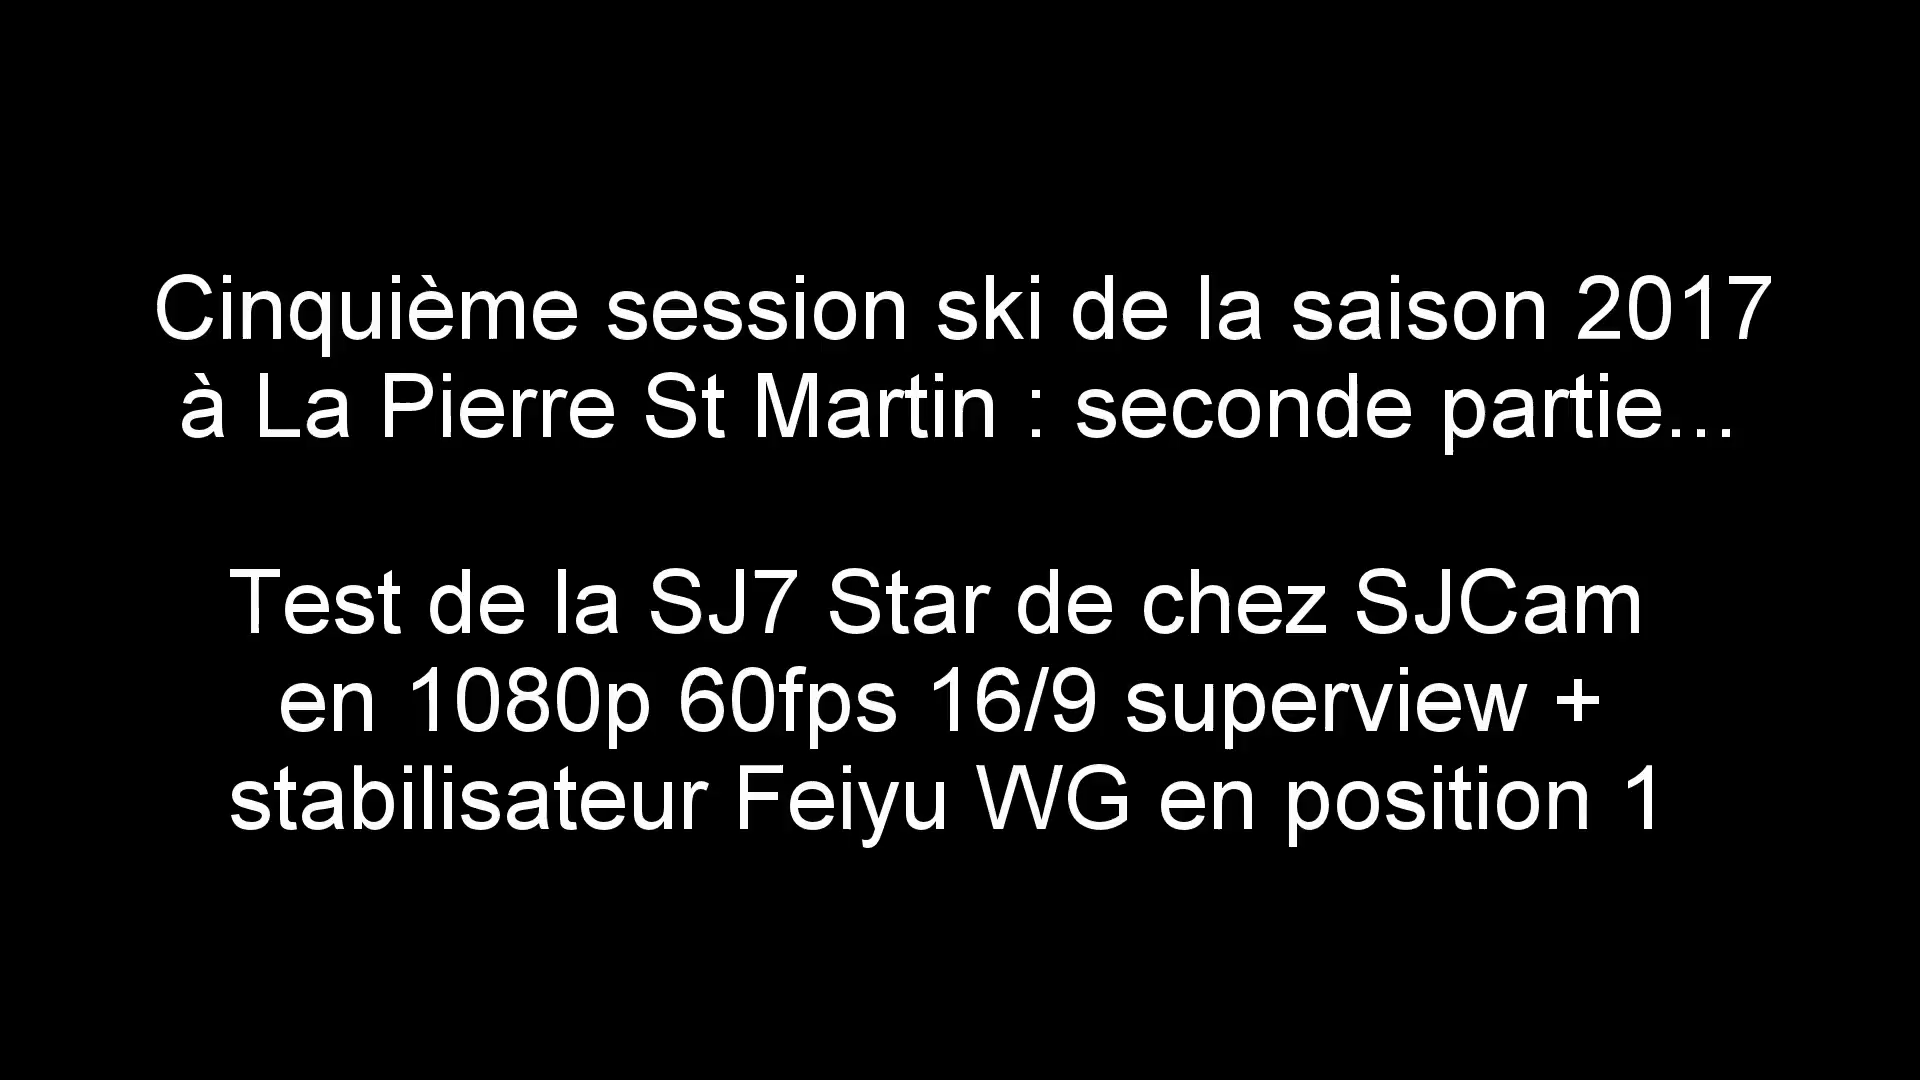 Cinquième session ski de la saison 2017
à La Pierre St Martin : seconde partie...
Test de la SJ7 Star de chez SJCam
en 1080p 60fps 16/9 superview +
stabilisateur Feiyu WG en position 1